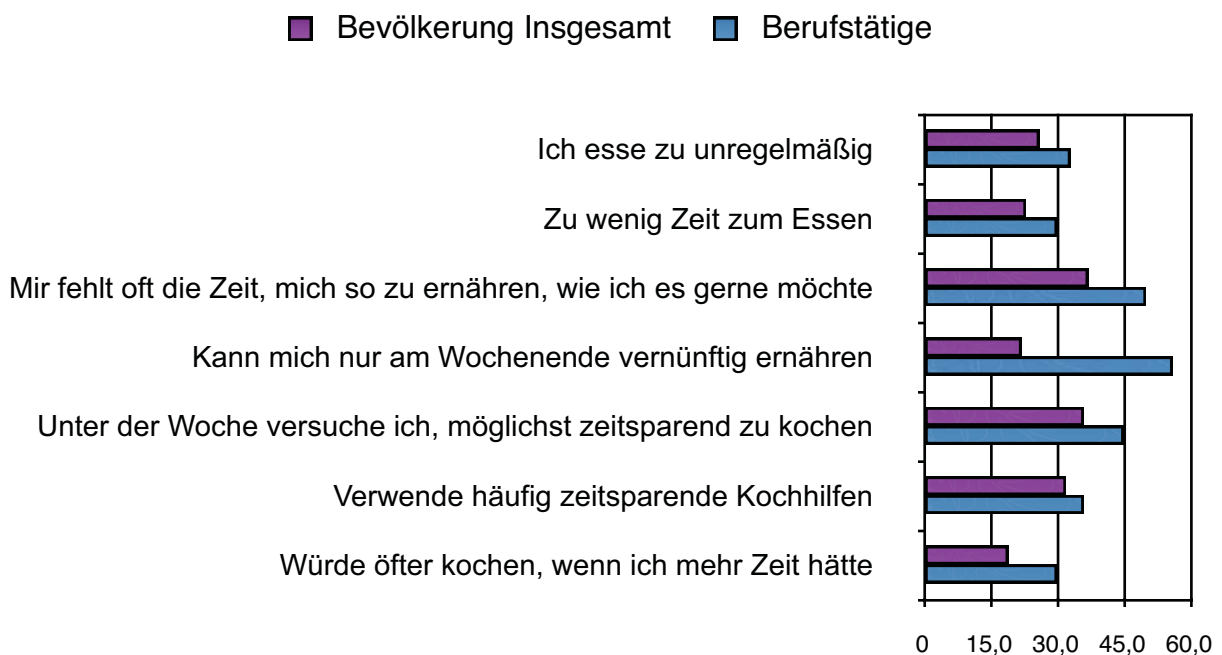 Bevölkerung Insgesamt Berufstätige
Ich esse zu unregelmäßig
Zu wenig Zeit zum Essen
Mir fehlt oft die Zeit, mich so zu ernähren, wie ich es gerne möchte
Kann mich nur am Wochenende vernünftig ernähren
Unter der Woche versuche ich, möglichst zeitsparend zu kochen
Verwende häufig zeitsparende Kochhilfen
Würde öfter kochen, wenn ich mehr Zeit hätte
0 15,0 30,0 45,0 60,0